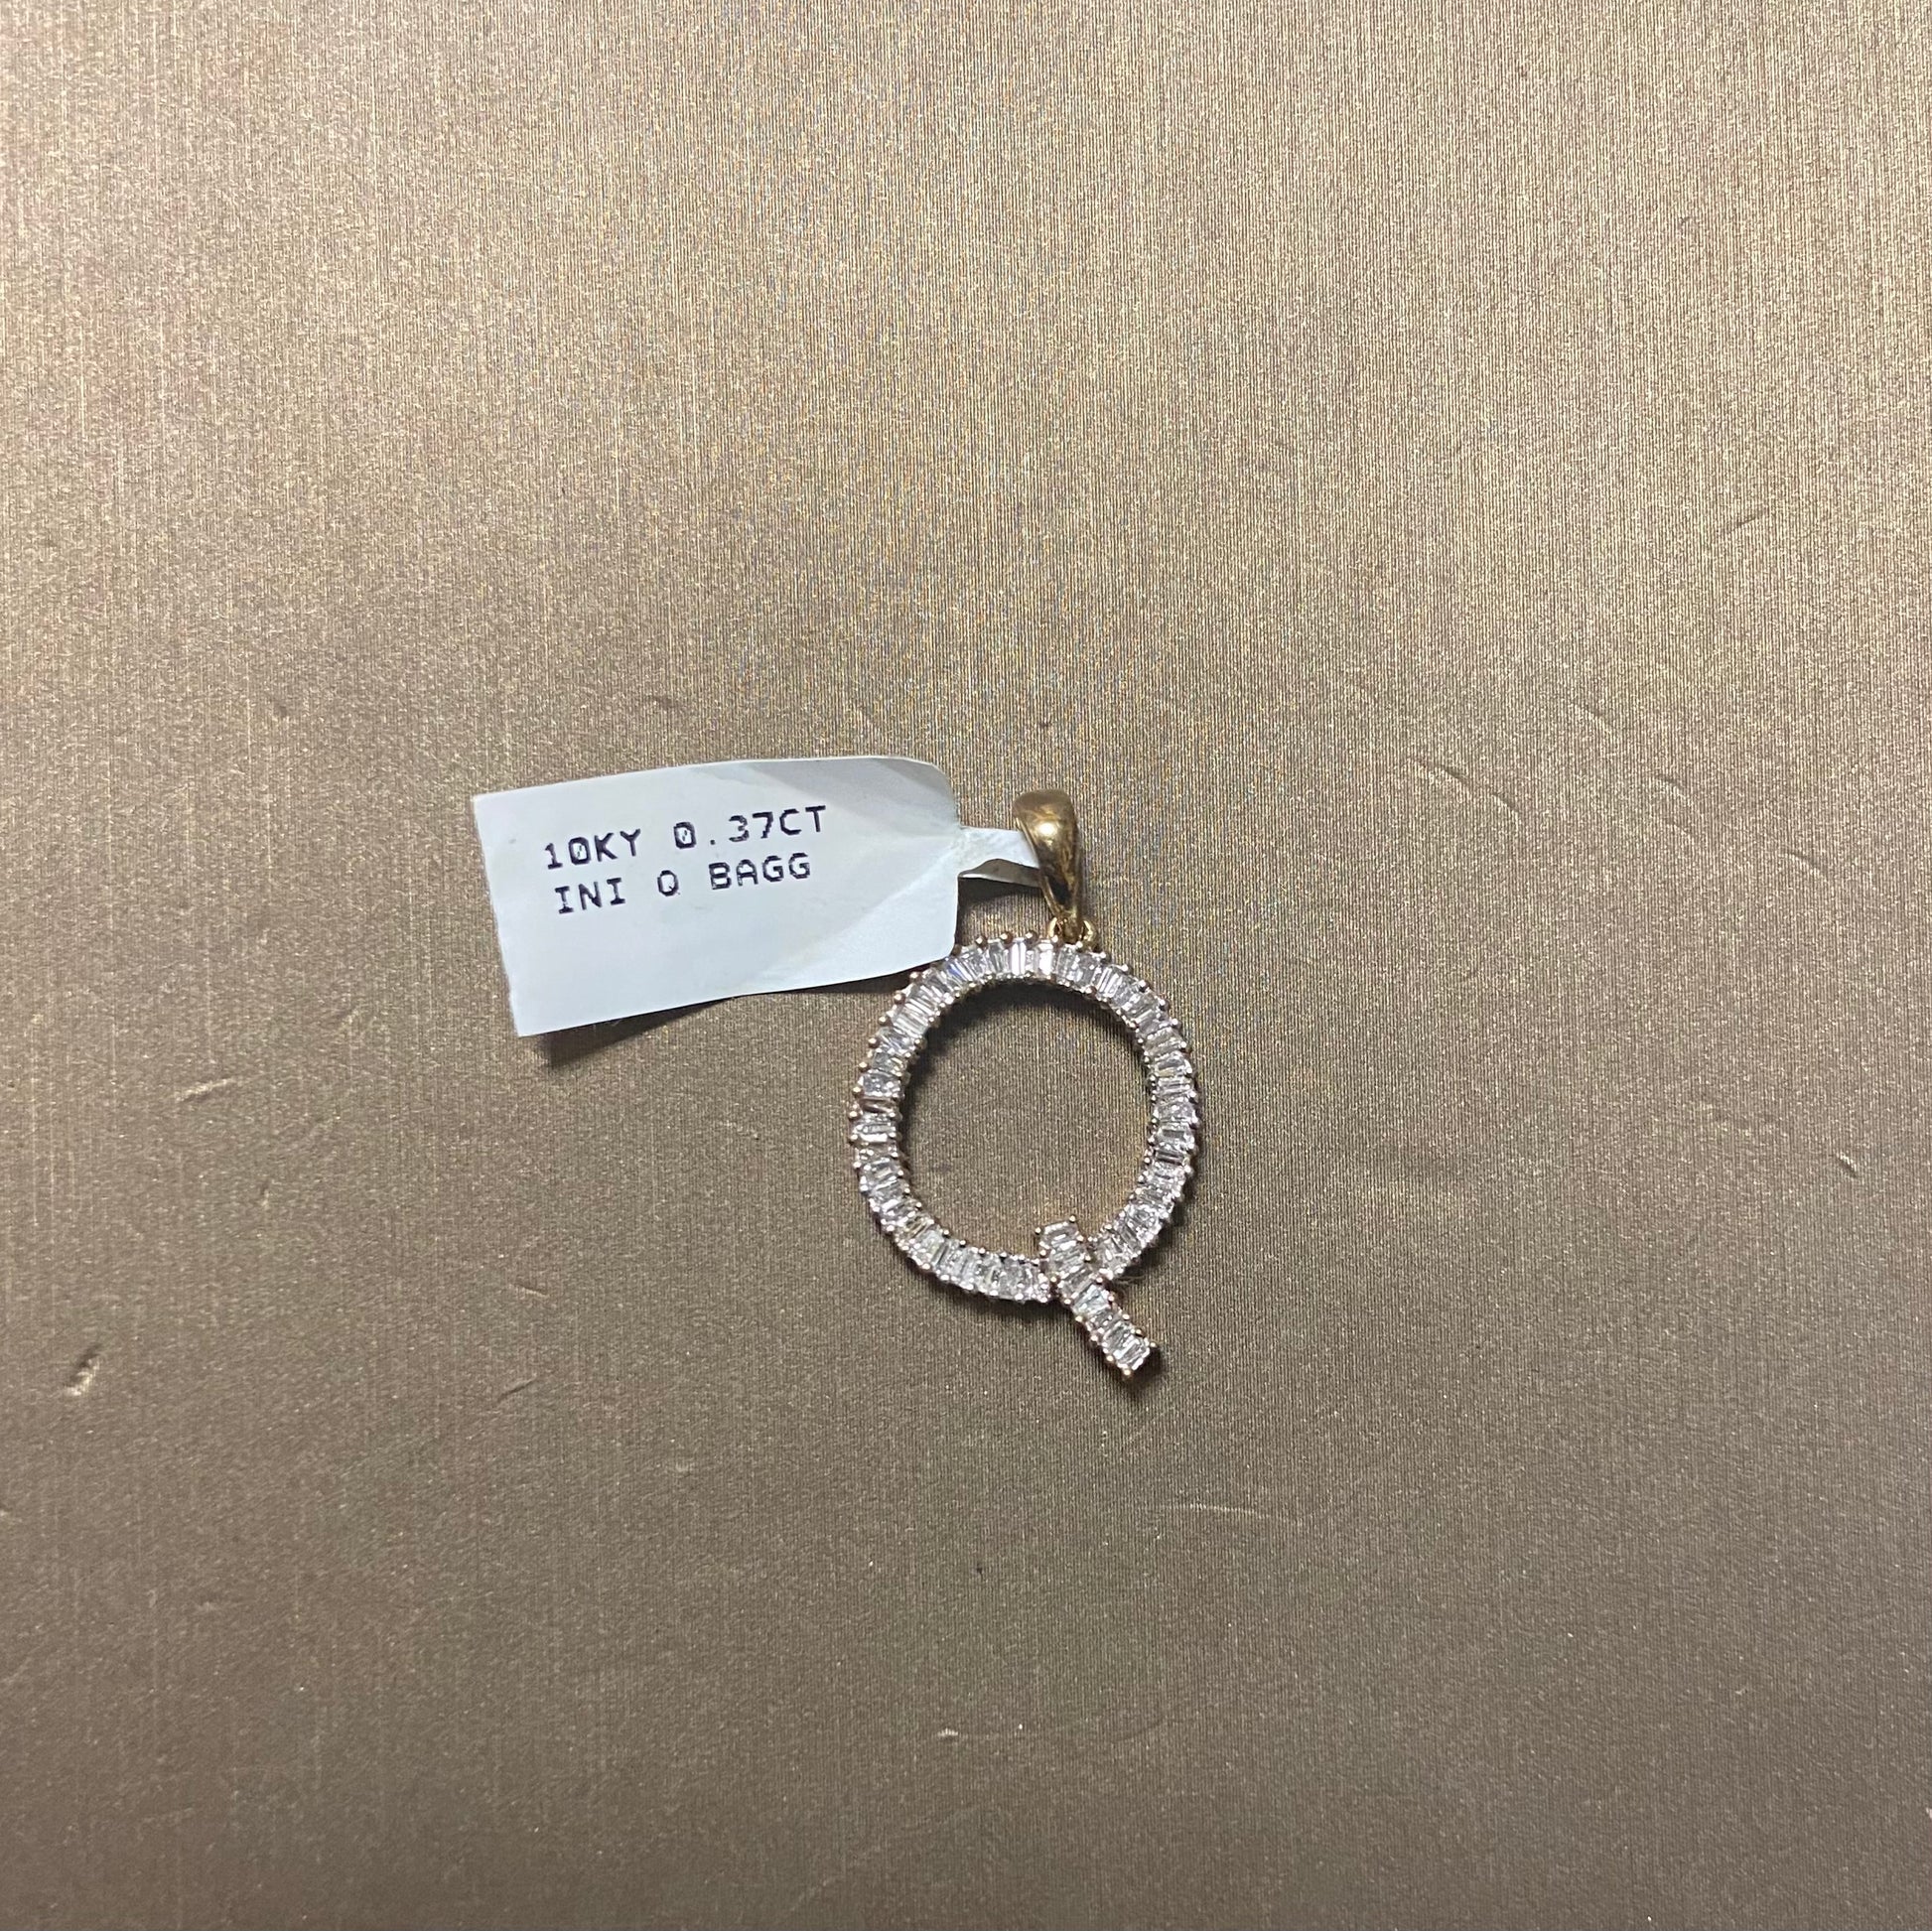 10KY 0.37CT
INI Q BAGG